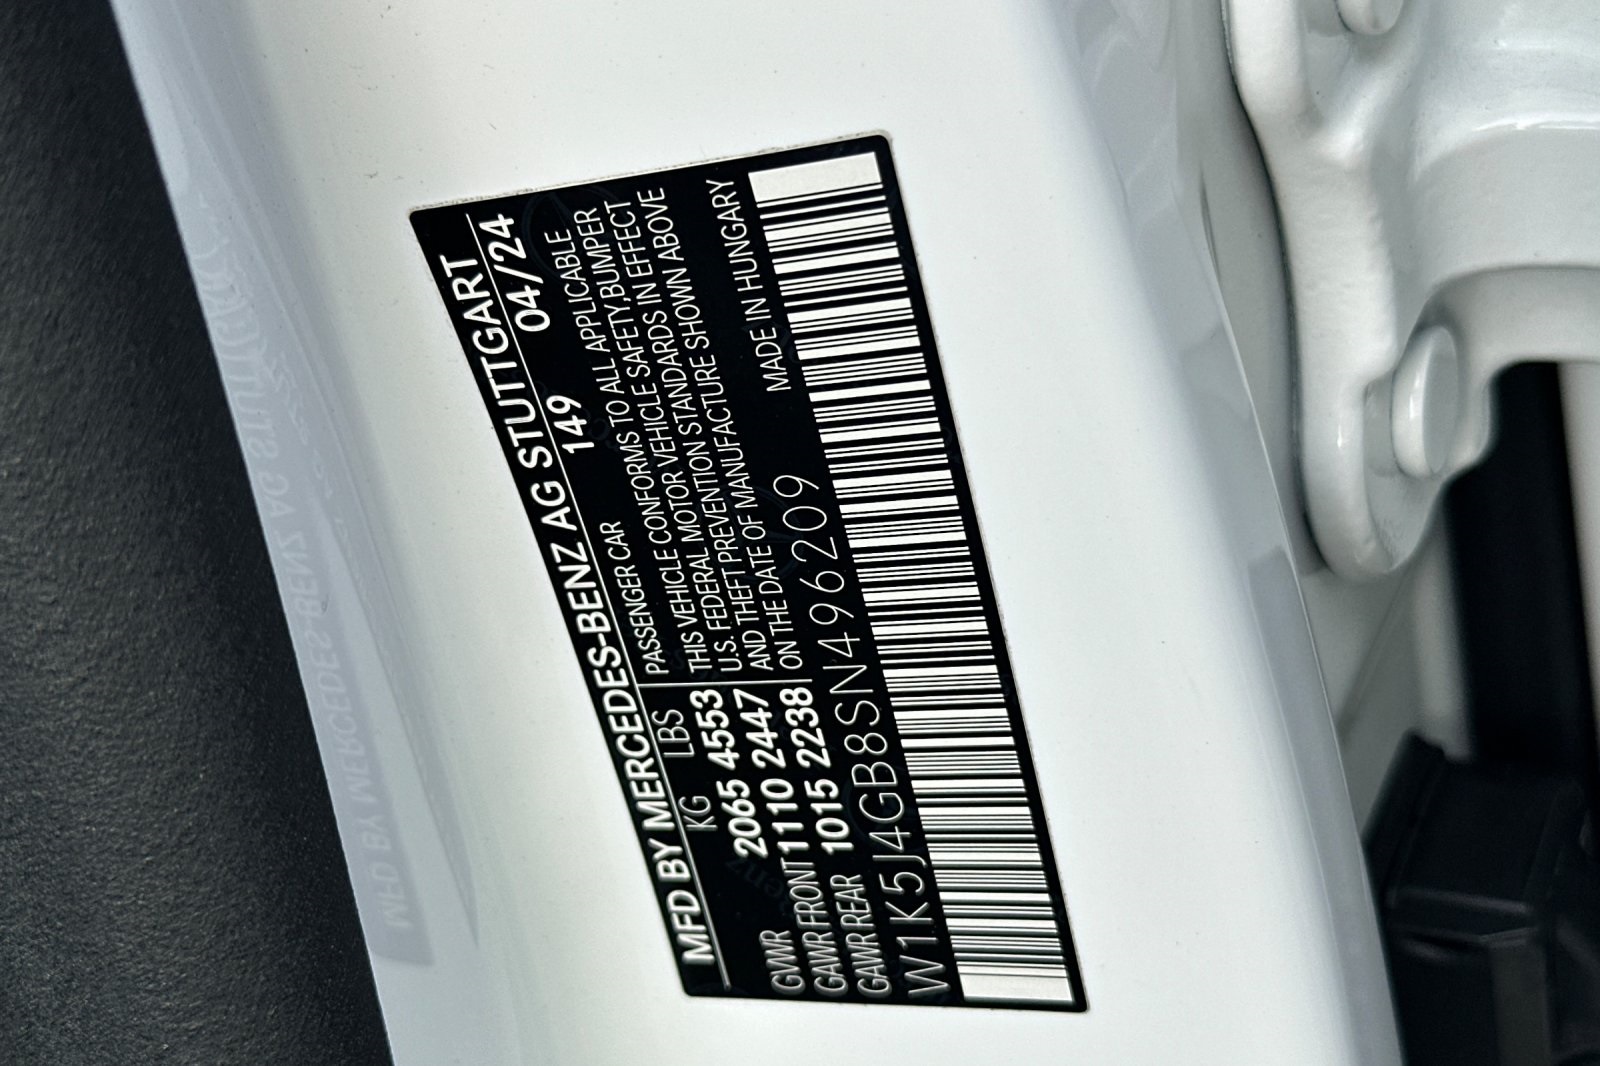 MFD BY MERCEDES-BENZ AG STUTTGART
149 04/24
KG LBS
GVWR 2065 4553
GAWR FRONT 1110 2447
GAWR REAR 1015 2238
PASSENGER CAR
THIS VEHICLE CONFORMS TO ALL APPLICABLE
U.S. FEDERAL MOTOR VEHICLE SAFETY,BUMPER
AND THEFT PREVENTION STANDARDS IN EFFECT
ON THE DATE OF MANUFACTURE SHOWN ABOVE
W1K5J4GB8SN496209
MADE IN HUNGARY